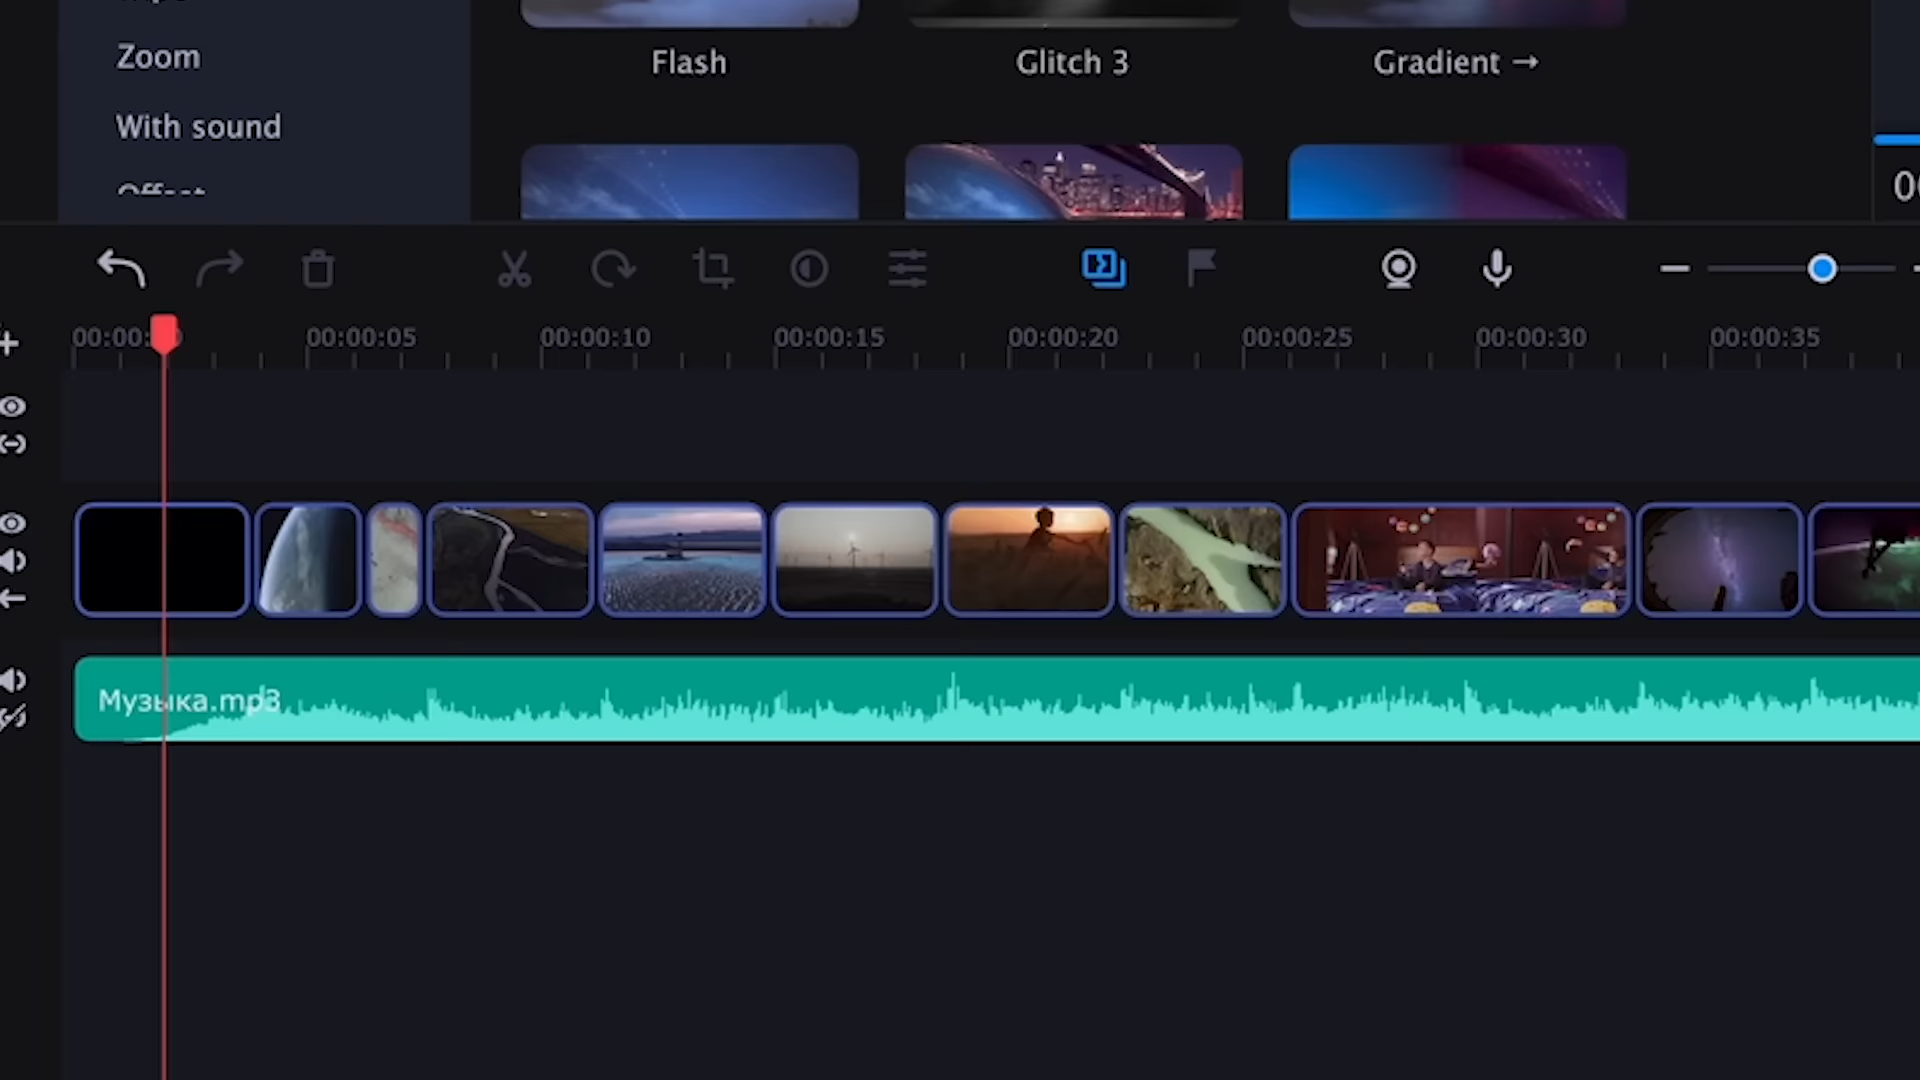 Zoom
With sound
Flash
Glitch 3
Gradient →
00:00:05
00:00:10
00:00:15
00:00:20
00:00:25
00:00:30
00:00:35
Музыка.mp3